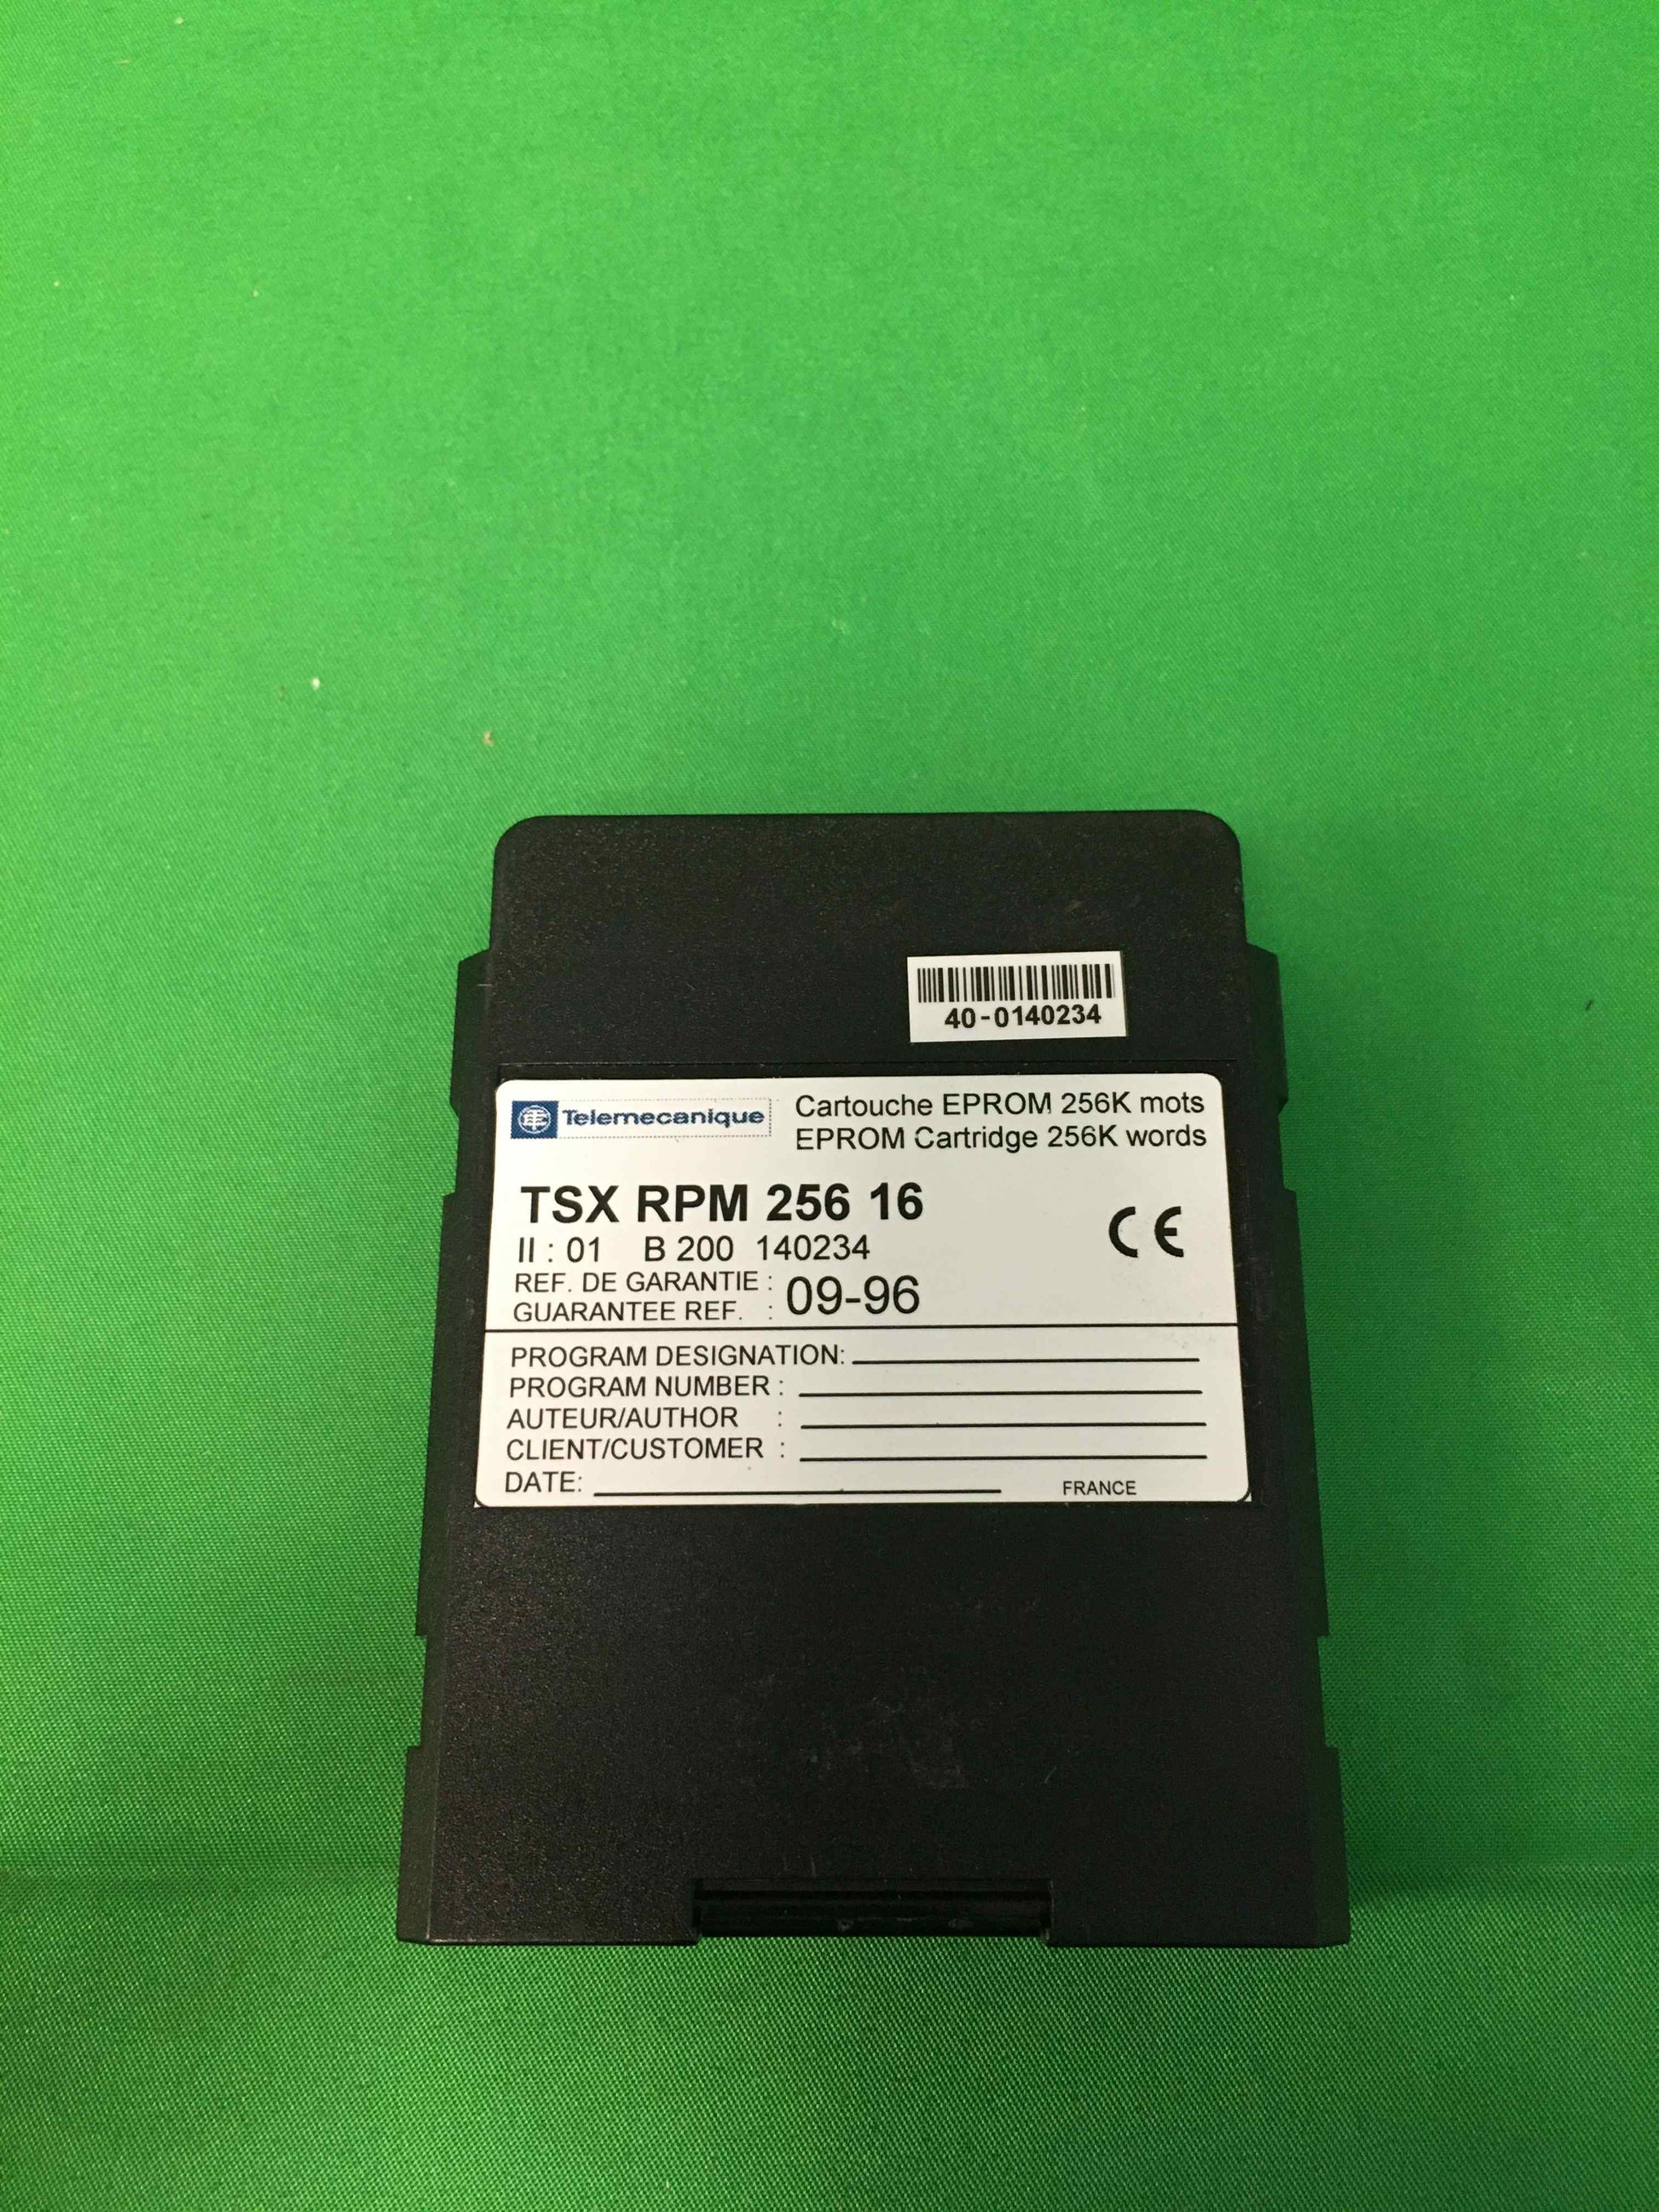 40-0140234
Telemecanique
Cartouche EPROM 256K mots
EPROM Cartridge 256K words
TSX RPM 256 16
II : 01 B 200 140234
CE
REF. DE GARANTIE :
GUARANTEE REF. :
09-96
PROGRAM DESIGNATION:
PROGRAM NUMBER :
AUTEUR/AUTHOR :
CLIENT/CUSTOMER :
DATE:
FRANCE